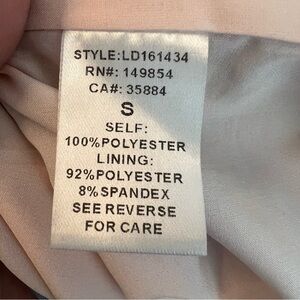 STYLE:LD161434
RN#: 149854
CA#: 35884
S
SELF:
100%POLYESTER
LINING:
92%POLYESTER
8%SPANDEX
SEE REVERSE
FOR CARE